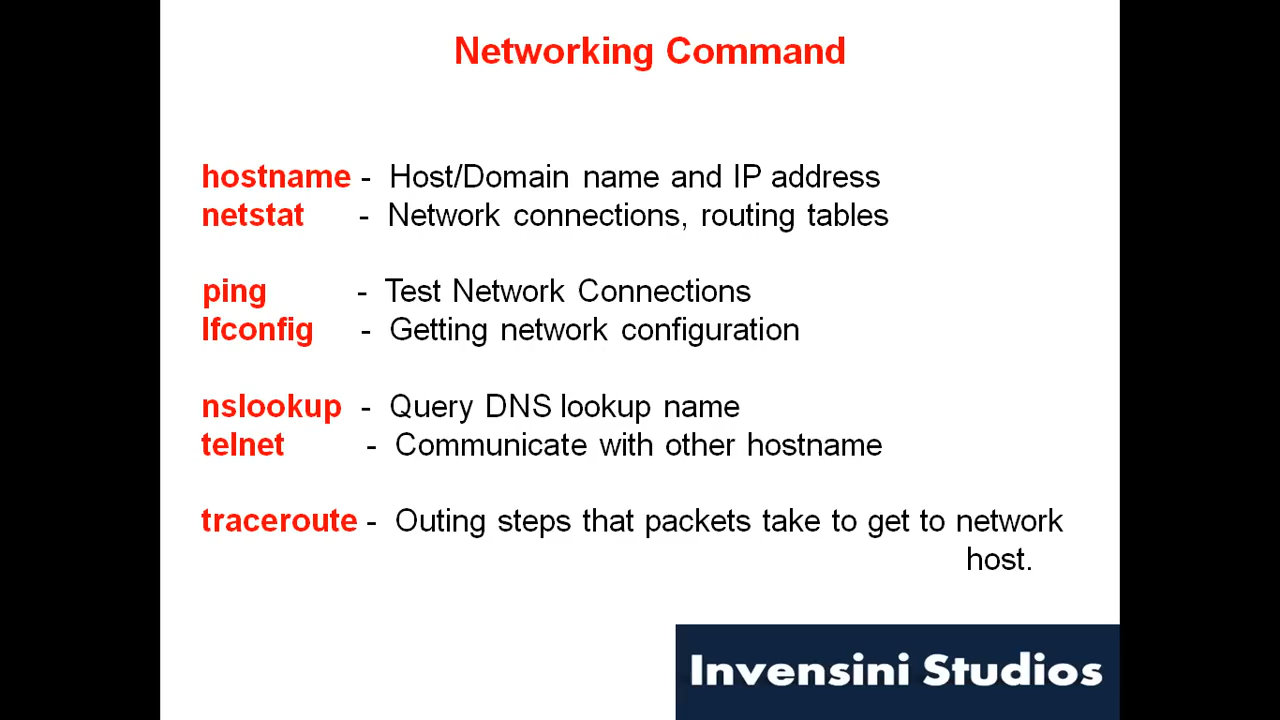 Networking Command
hostname - Host/Domain name and IP address
netstat - Network connections, routing tables
ping - Test Network Connections
lfconfig - Getting network configuration
nslookup - Query DNS lookup name
telnet - Communicate with other hostname
traceroute - Outing steps that packets take to get to network
host.
Invensini Studios